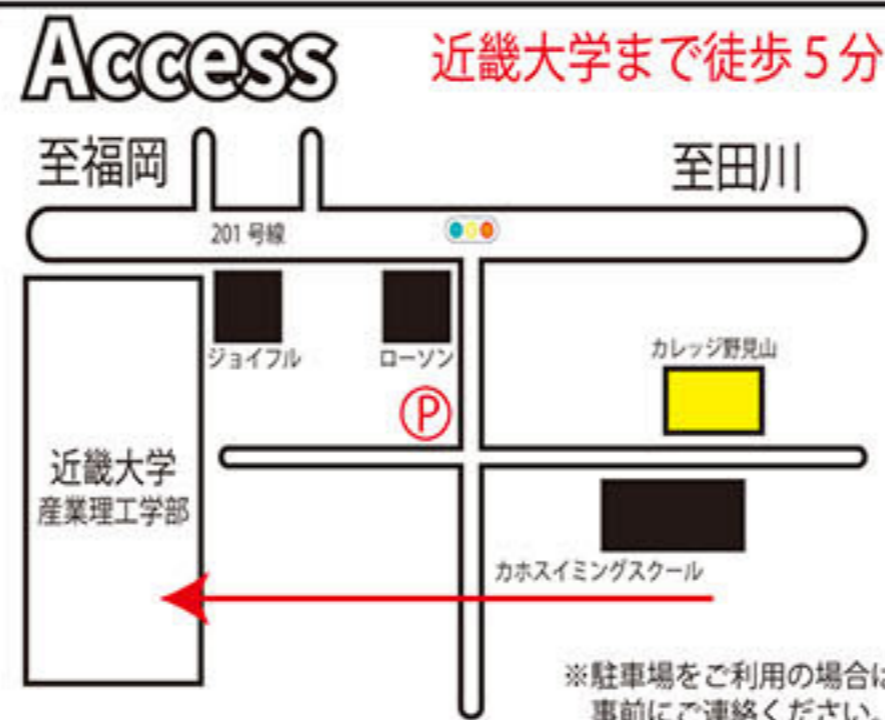 Access
近畿大学まで徒歩5分
至福岡
至田川
201号線
ジョイフル
ローソン
カレッジ野見山
P
近畿大学
産業理工学部
カホスイミングスクール
※駐車場をご利用の場合は
事前にご連絡ください。